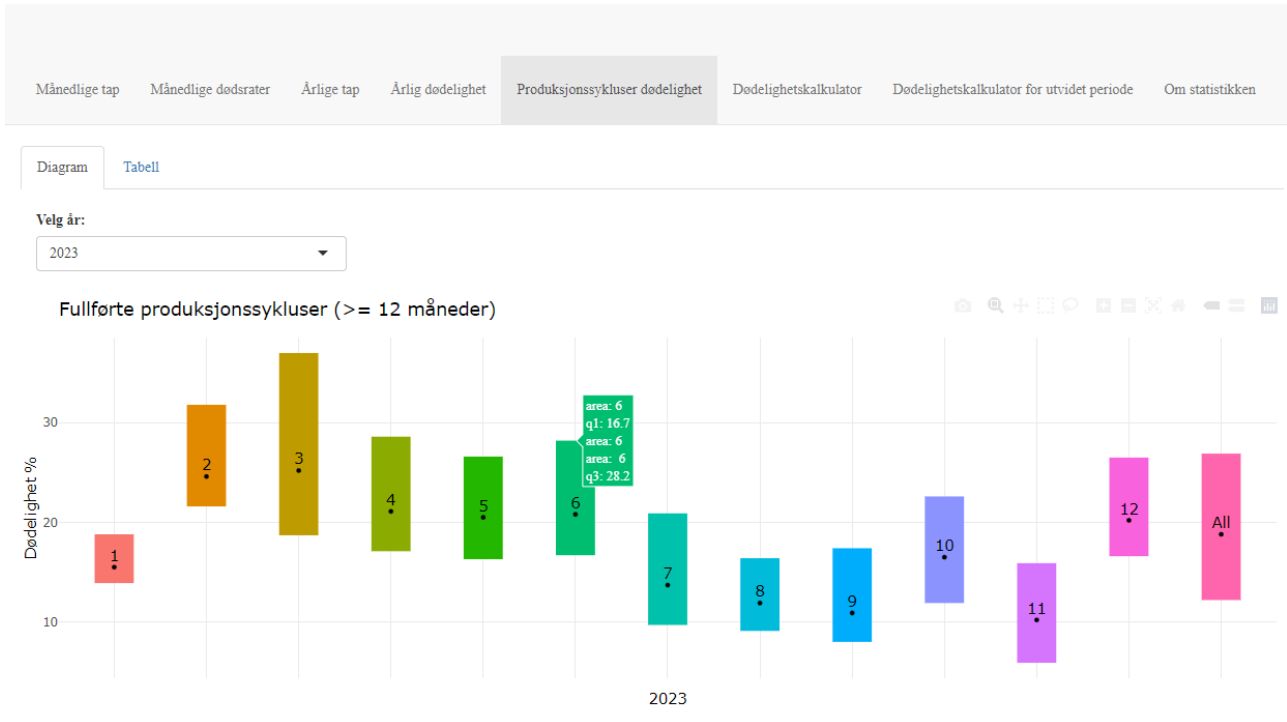 Månedlige tap Månedlige dødsrater Årlige tap Årlig dødelighet Produksjonssykluser dødelighet Dødelighetskalkulator Dødelighetskalkulator for utvidet periode Om statistikken
Diagram Tabell
Velg år:
2023
Fullførte produksjonssykluser (>= 12 måneder)
Dødelighet %
30
20
10
1
2
3
4
5
6
area: 6
q1: 16.7
area: 6
area: 6
q3: 28.2
7
8
9
10
11
12
All
2023